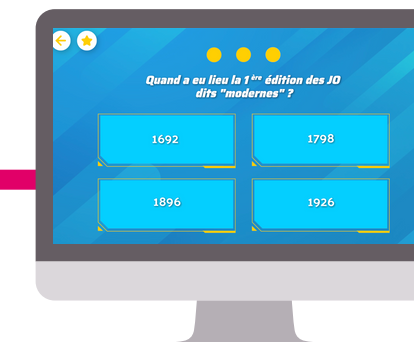 Quand a eu lieu la 1ère édition des JO
dits "modernes" ?
1692
1798
1896
1926